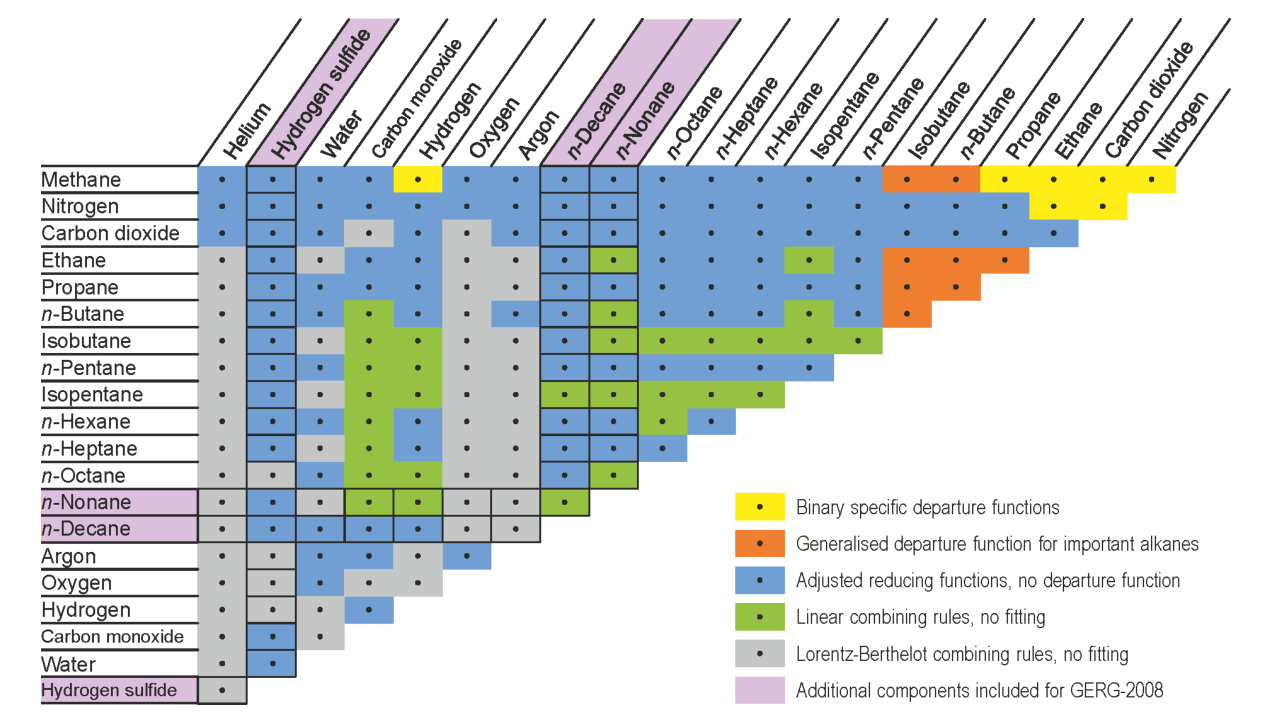 Helium
Hydrogen sulfide
Water
Carbon monoxide
Hydrogen
Oxygen
Argon
n-Decane
n-Nonane
n-Octane
n-Heptane
n-Hexane
Isopentane
n-Pentane
Isobutane
n-Butane
Propane
Ethane
Carbon dioxide
Nitrogen
Methane
Nitrogen
Carbon dioxide
Ethane
Propane
n-Butane
Isobutane
n-Pentane
Isopentane
n-Hexane
n-Heptane
n-Octane
n-Nonane
n-Decane
Argon
Oxygen
Hydrogen
Carbon monoxide
Water
Hydrogen sulfide
Binary specific departure functions
Generalised departure function for important alkanes
Adjusted reducing functions, no departure function
Linear combining rules, no fitting
Lorentz-Berthelot combining rules, no fitting
Additional components included for GERG-2008